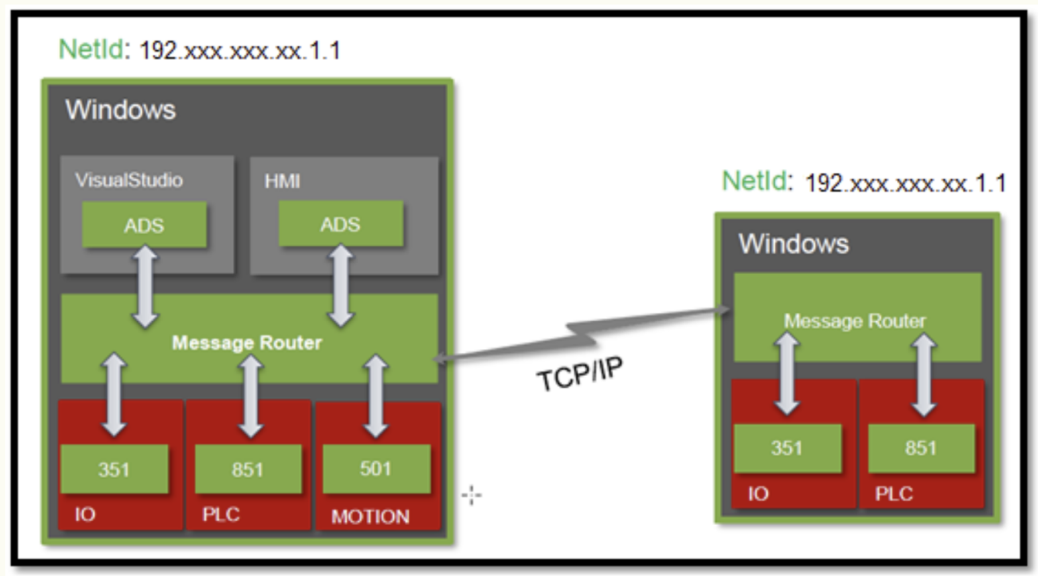 NetId: 192.xxx.xxx.xx.1.1
Windows
VisualStudio
ADS
HMI
ADS
Message Router
351
IO
851
PLC
501
MOTION
TCP/IP
NetId: 192.xxx.xxx.xx.1.1
Windows
Message Router
351
IO
851
PLC